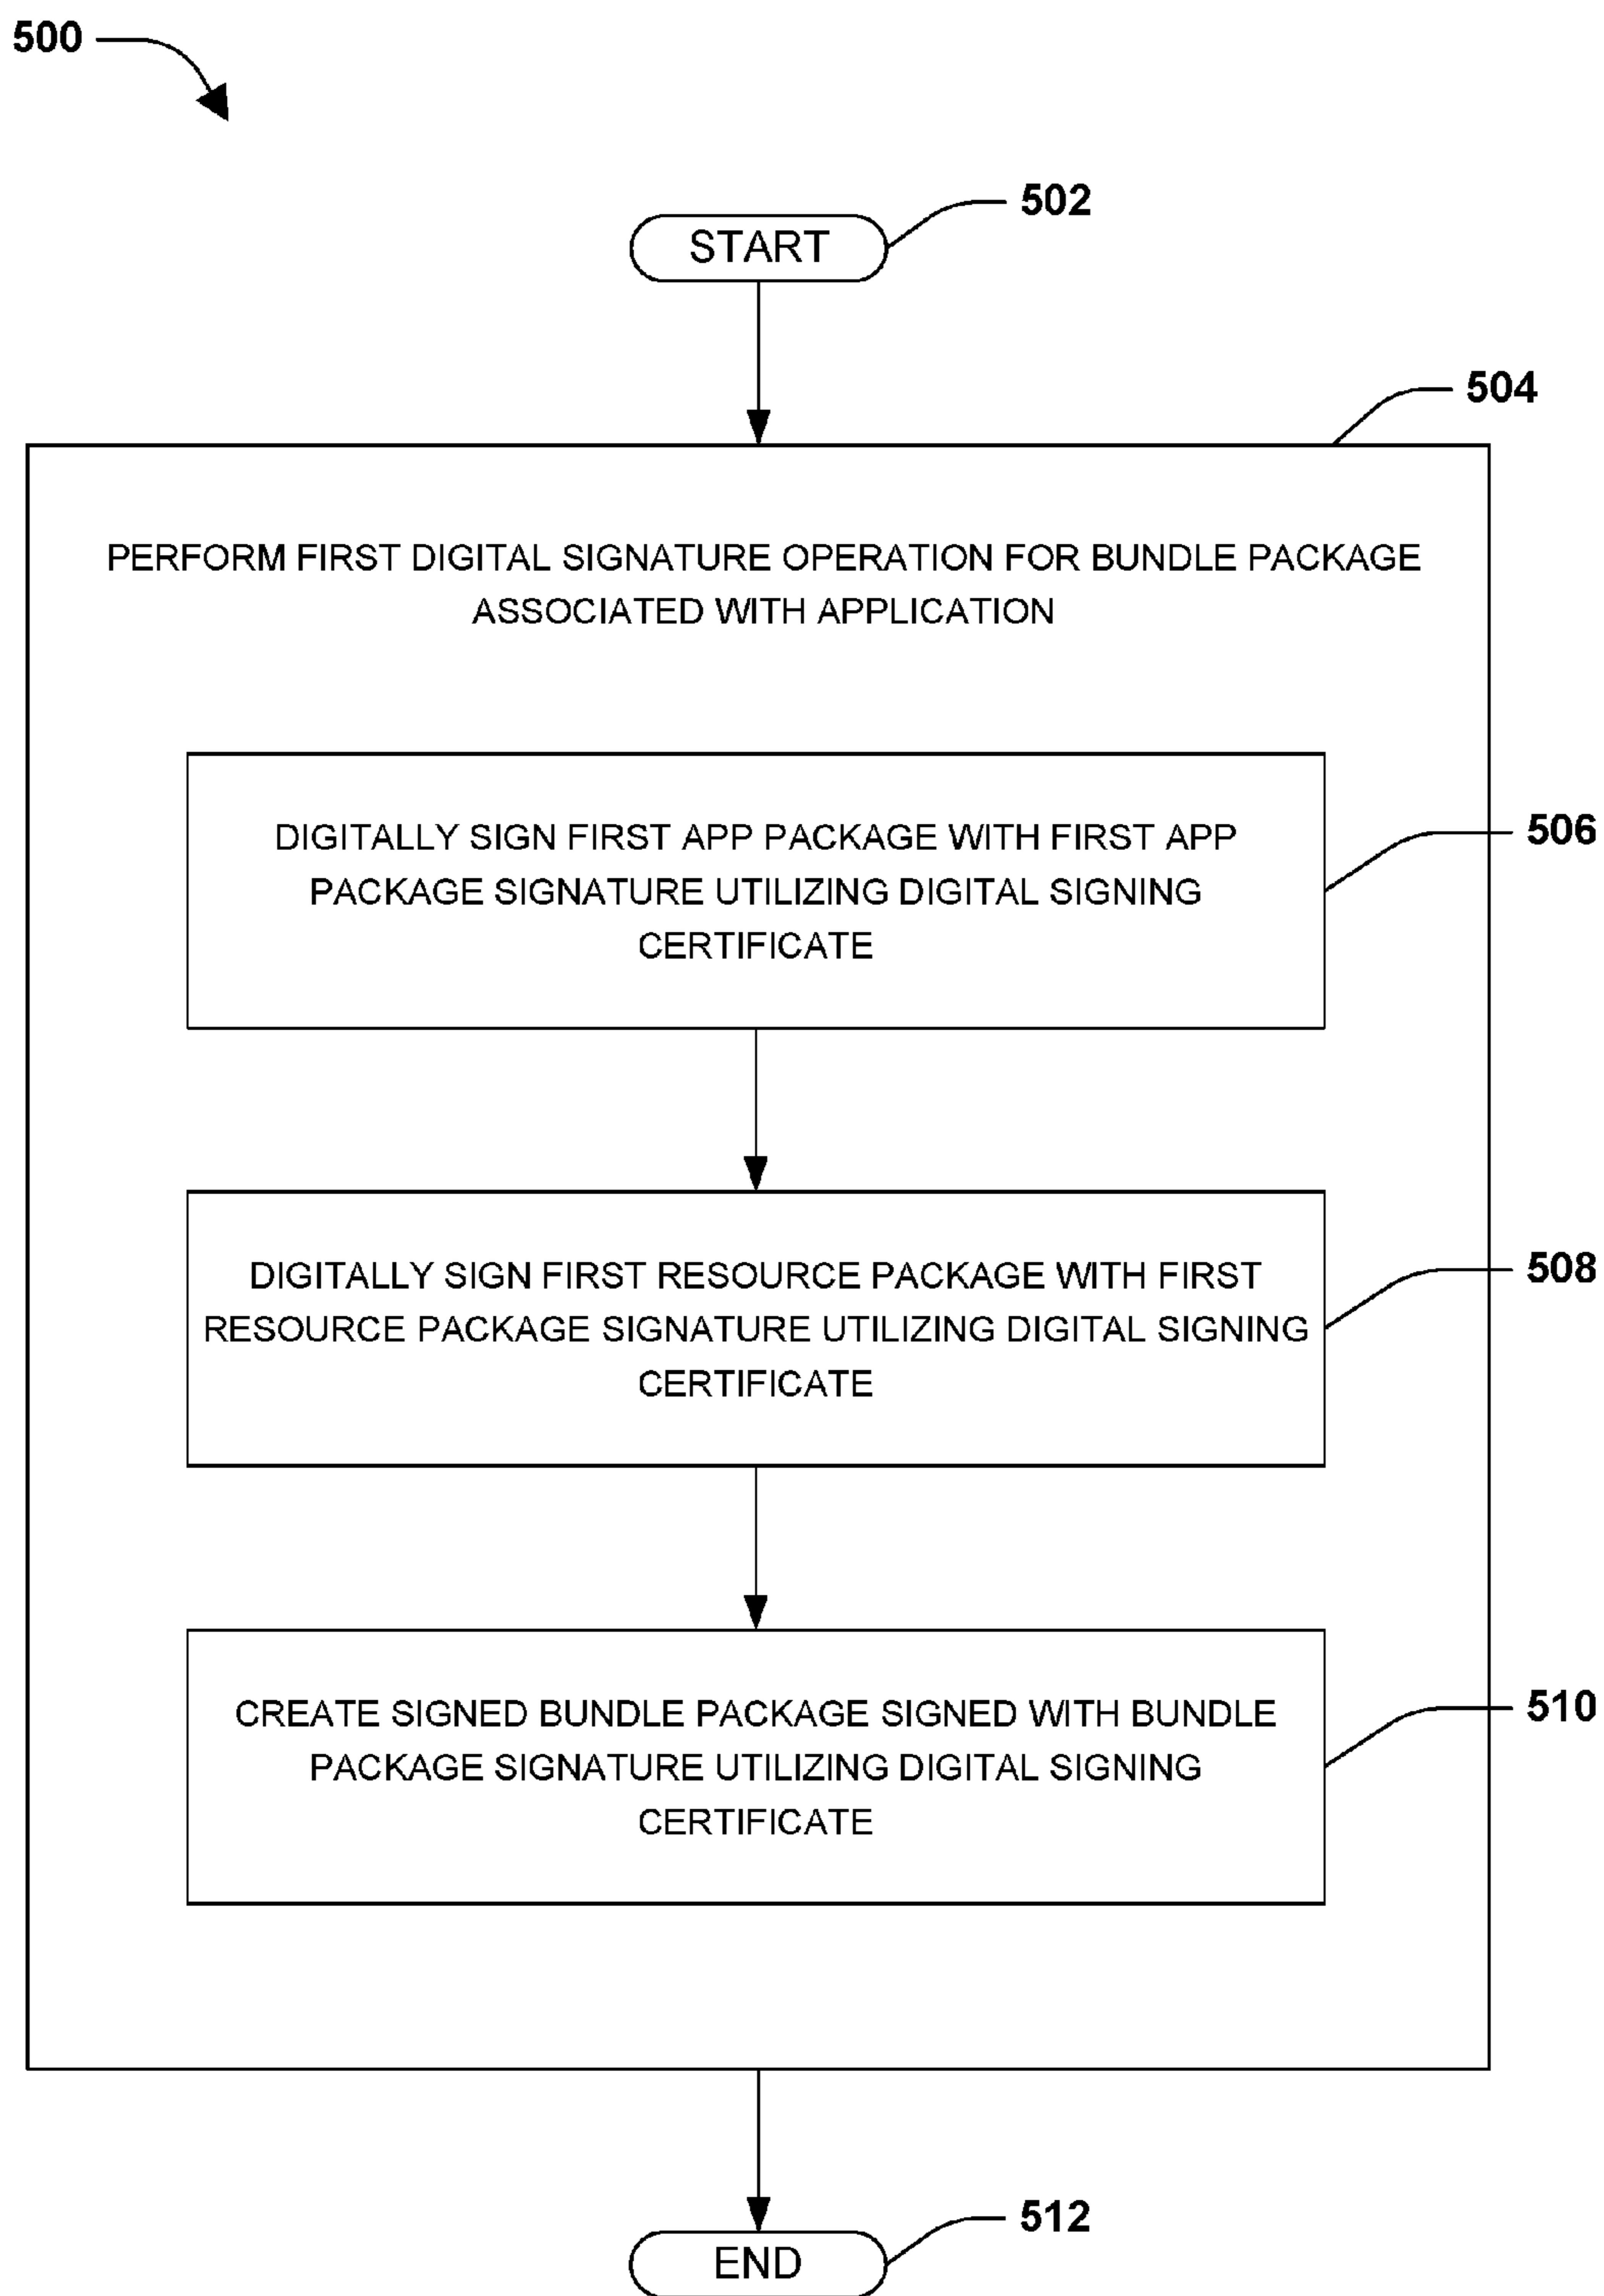 500
502
START
504
PERFORM FIRST DIGITAL SIGNATURE OPERATION FOR BUNDLE PACKAGE
ASSOCIATED WITH APPLICATION
DIGITALLY SIGN FIRST APP PACKAGE WITH FIRST APP
PACKAGE SIGNATURE UTILIZING DIGITAL SIGNING
CERTIFICATE
506
DIGITALLY SIGN FIRST RESOURCE PACKAGE WITH FIRST
RESOURCE PACKAGE SIGNATURE UTILIZING DIGITAL SIGNING
CERTIFICATE
508
CREATE SIGNED BUNDLE PACKAGE SIGNED WITH BUNDLE
PACKAGE SIGNATURE UTILIZING DIGITAL SIGNING
CERTIFICATE
510
512
END